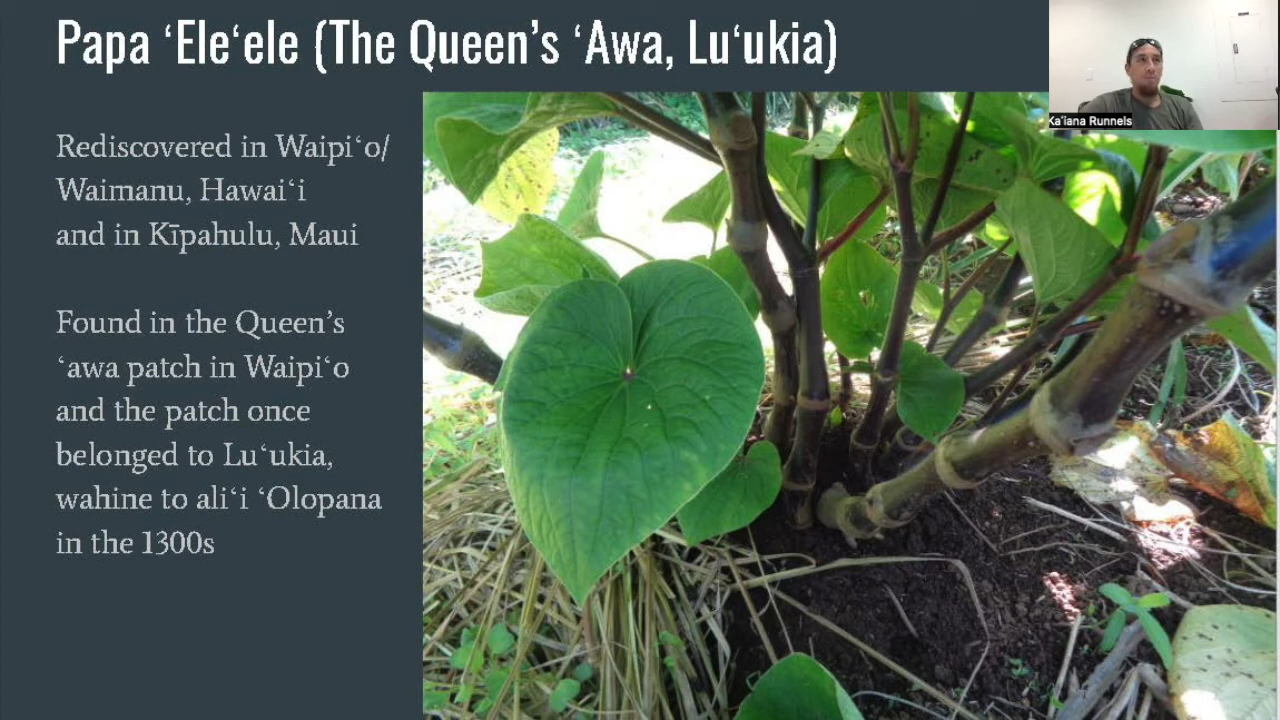 Papa ʻEleʻele (The Queen’s ʻAwa, Luʻukia)
Kaʻiana Runnels
Rediscovered in Waipiʻo/
Waimanu, Hawaiʻi
and in Kīpahulu, Maui
Found in the Queen’s
ʻawa patch in Waipiʻo
and the patch once
belonged to Luʻukia,
wahine to aliʻi ʻOlopana
in the 1300s